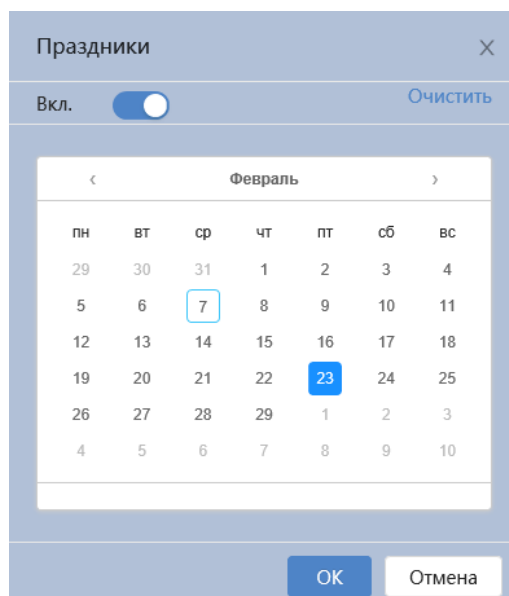 Праздники
Вкл. Очистить
Февраль
пн вт ср чт пт сб вс
29 30 31 1 2 3 4
5 6 7 8 9 10 11
12 13 14 15 16 17 18
19 20 21 22 23 24 25
26 27 28 29 1 2 3
4 5 6 7 8 9 10
OK Отмена